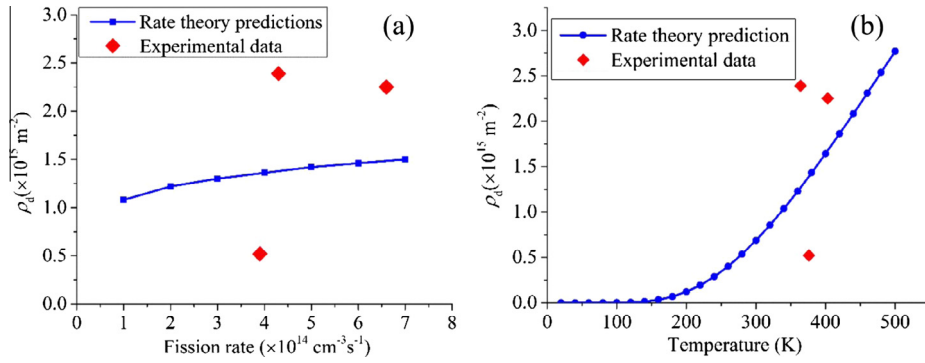 (a)
Rate theory predictions
Experimental data
ρd(×10^15 m^-2)
3.0
2.5
2.0
1.5
1.0
0.5
0.0
0 1 2 3 4 5 6 7 8
Fission rate (×10^14 cm^-3s^-1)
(b)
Rate theory prediction
Experimental data
ρd(×10^15 m^-2)
3.0
2.5
2.0
1.5
1.0
0.5
0.0
0 100 200 300 400 500
Temperature (K)